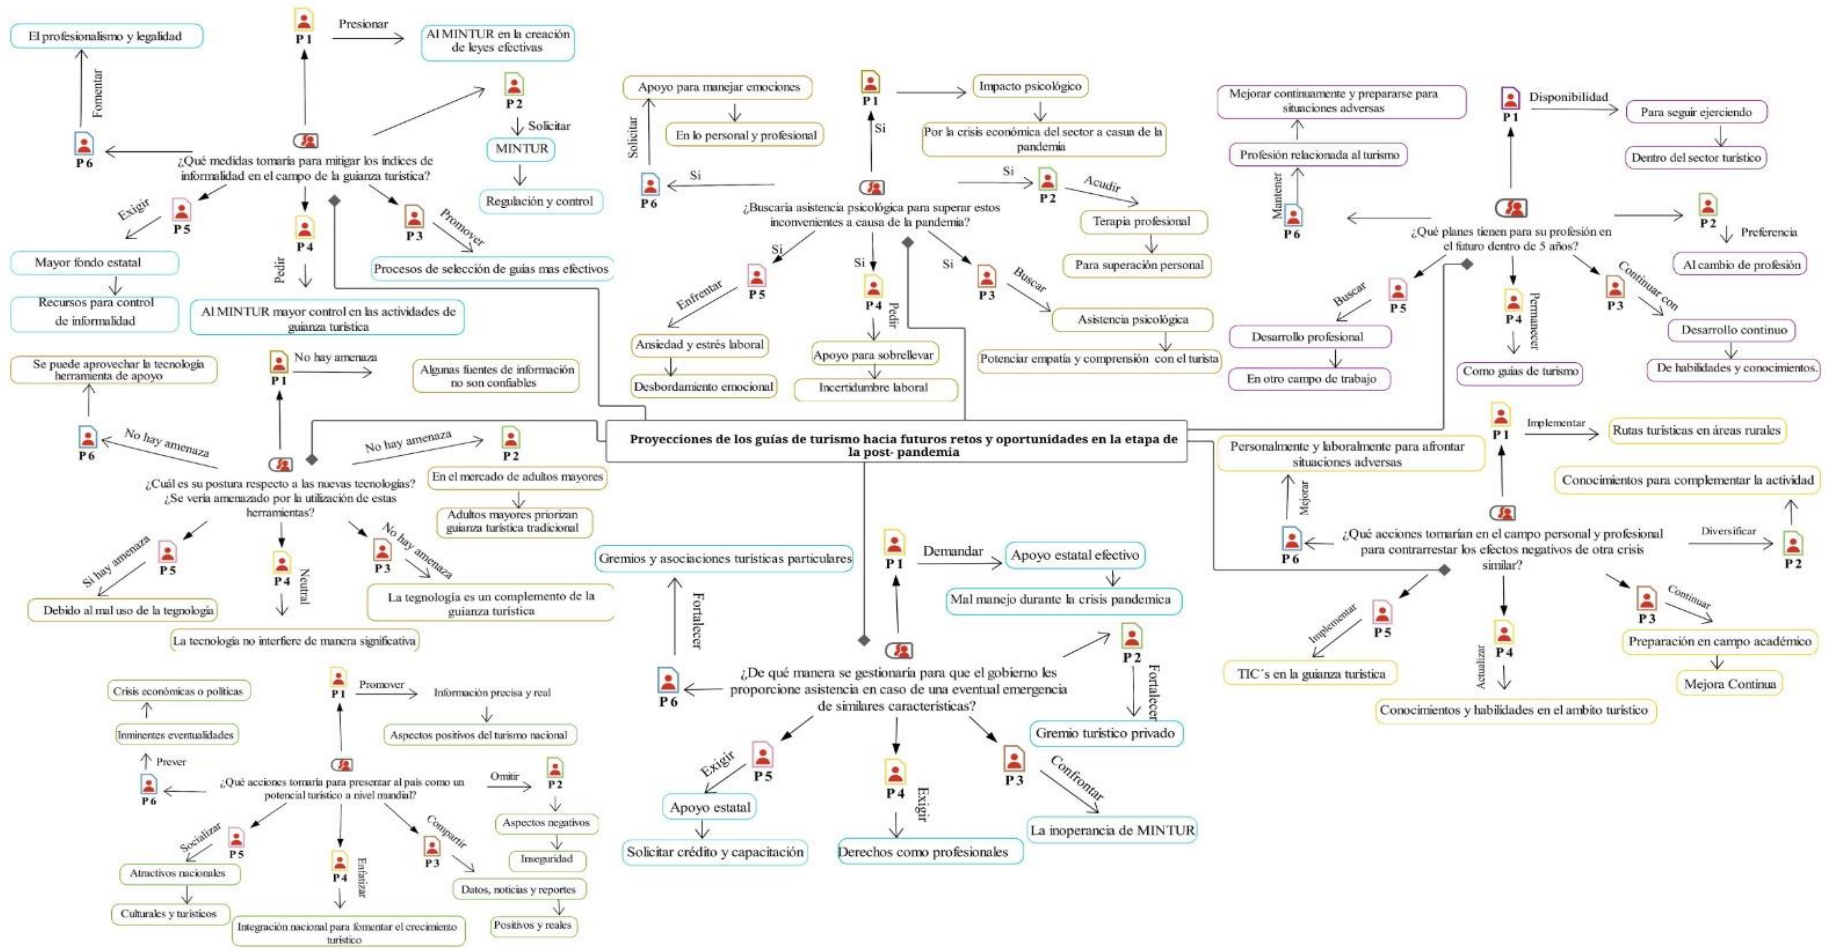 El profesionalismo y legalidad
Fomentar
P 6
P 1
Presionar
Al MINTUR en la creación
de leyes efectivas
P 2
Solicitar
MINTUR
Regulación y control
¿Qué medidas tomaría para mitigar los índices de
informalidad en el campo de la guianza turística?
Exigir
P 5
Mayor fondo estatal
Recursos para control
de informalidad
P 4
Pedir
Al MINTUR mayor control en las actividades de
guianza turística
P 3
Promover
Procesos de selección de guías mas efectivos
Apoyo para manejar emociones
En lo personal y profesional
Solicitar
P 6
Si
P 1
Si
Impacto psicológico
Por la crisis económica del sector a casua de la
pandemia
Si
P 2
Acudir
Terapia profesional
Para superación personal
¿Buscaría asistencia psicológica para superar estos
inconvenientes a causa de la pandemia?
Si
P 5
Enfrentar
Ansiedad y estrés laboral
Desbordamiento emocional
Si
P 4
Pedir
Apoyo para sobrellevar
Incertidumbre laboral
Si
P 3
Buscar
Asistencia psicológica
Potenciar empatía y comprensión con el turista
Mejorar continuamente y prepararse para
situaciones adversas
Profesión relacionada al turismo
Mantener
P 6
P 1
Disponibilidad
Para seguir ejerciendo
Dentro del sector turístico
P 2
Preferencia
Al cambio de profesión
¿Qué planes tienen para su profesión en
el futuro dentro de 5 años?
Buscar
P 5
Desarrollo profesional
En otro campo de trabajo
P 4
Permanecer
Como guías de turismo
P 3
Continuar con
Desarrollo continuo
De habilidades y conocimientos.
Se puede aprovechar la tecnología
herramienta de apoyo
P 6
No hay amenaza
P 1
No hay amenaza
Algunas fuentes de información
no son confiables
No hay amenaza
P 2
En el mercado de adultos mayores
Adultos mayores priorizan
guianza turística tradicional
¿Cuál es su postura respecto a las nuevas tecnologías?
¿Se vería amenazado por la utilización de estas
herramientas?
Si hay amenaza
P 5
Debido al mal uso de la tegnología
P 4
Neutral
La tecnología no interfiere de manera significativa
P 3
No hay amenaza
La tegnología es un complemento de la
guianza turística
Proyecciones de los guías de turismo hacia futuros retos y oportunidades en la etapa de
la post- pandemia
Personalmente y laboralmente para afrontar
situaciones adversas
Mejorar
P 6
P 1
Implementar
Rutas turísticas en áreas rurales
Conocimientos para complementar la actividad
Diversificar
P 2
¿Qué acciones tomarían en el campo personal y profesional
para contrarrestar los efectos negativos de otra crisis
similar?
Implementar
P 5
TIC´s en la guianza turística
P 4
Actualizar
Conocimientos y habilidades en el ambito turístico
P 3
Continuar
Preparación en campo académico
Mejora Continua
Gremios y asociaciones turísticas particulares
Fortalecer
P 6
P 1
Demandar
Apoyo estatal efectivo
Mal manejo durante la crisis pandemica
P 2
Fortalecer
Gremio turistico privado
¿De qué manera se gestionaría para que el gobierno les
proporcione asistencia en caso de una eventual emergencia
de similares características?
Exigir
P 5
Apoyo estatal
Solicitar crédito y capacitación
P 4
Exigir
Derechos como profesionales
P 3
Confrontar
La inoperancia de MINTUR
Crisis económicas o políticas
Inminentes eventualidades
Prever
P 6
P 1
Promover
Información precisa y real
Aspectos positivos del turismo nacional
Omitir
P 2
Aspectos negativos
Inseguridad
¿Qué acciones tomaría para presentar al país como un
potencial turístico a nivel mundial?
Socializar
P 5
Atractivos nacionales
Culturales y turísticos
P 4
Enfatizar
Integración nacional para fomentar el crecimiento
turístico
Compartir
P 3
Datos, noticias y reportes
Positivos y reales